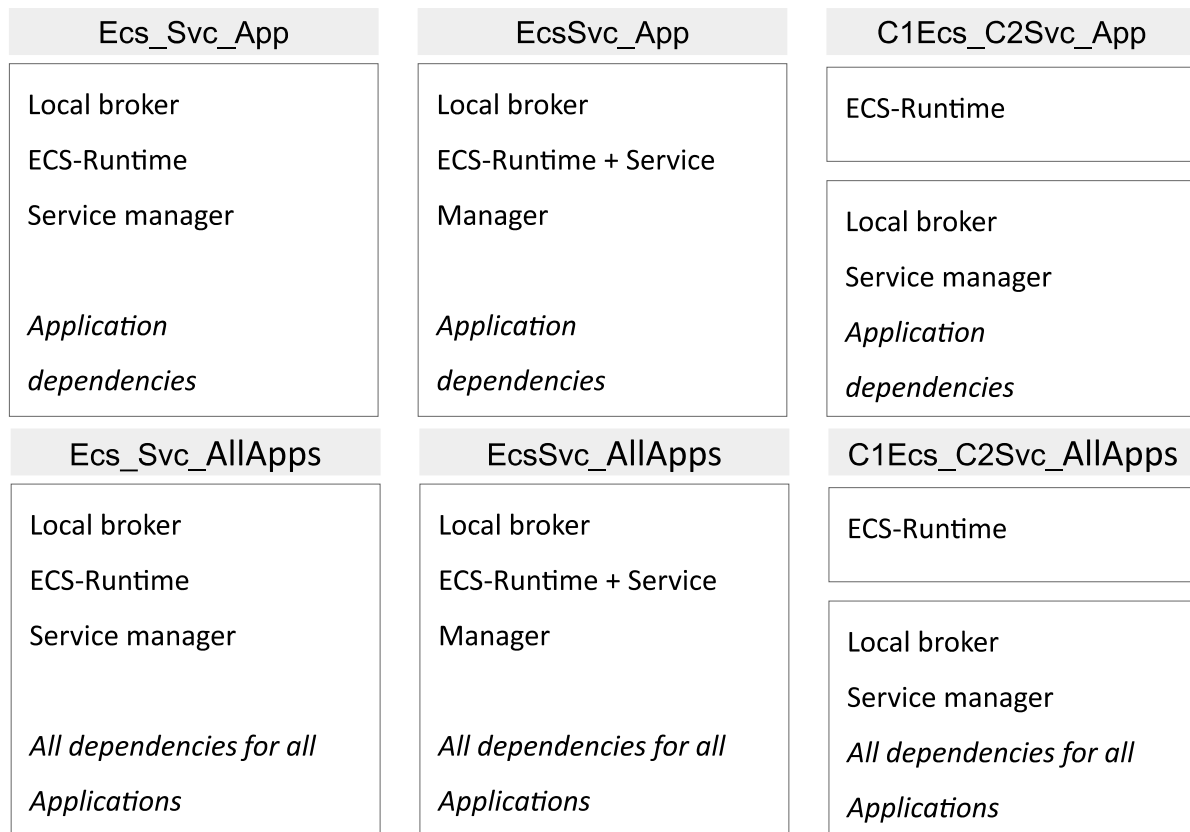 Ecs_Svc_App
Local broker
ECS-Runtime
Service manager
Application
dependencies
EcsSvc_App
Local broker
ECS-Runtime + Service
Manager
Application
dependencies
C1Ecs_C2Svc_App
ECS-Runtime
Local broker
Service manager
Application
dependencies
Ecs_Svc_AllApps
Local broker
ECS-Runtime
Service manager
All dependencies for all
Applications
EcsSvc_AllApps
Local broker
ECS-Runtime + Service
Manager
All dependencies for all
Applications
C1Ecs_C2Svc_AllApps
ECS-Runtime
Local broker
Service manager
All dependencies for all
Applications